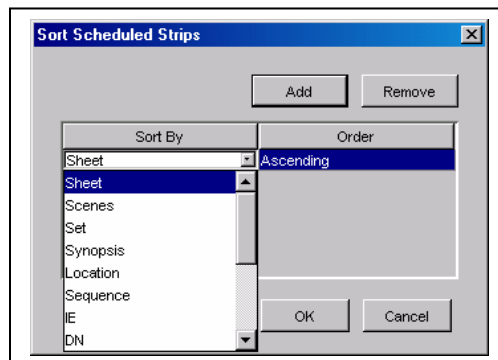 Sort Scheduled Strips
Add Remove
Sort By Order
Sheet Ascending
Sheet
Scenes
Set
Synopsis
Location
Sequence
IE
DN
OK Cancel